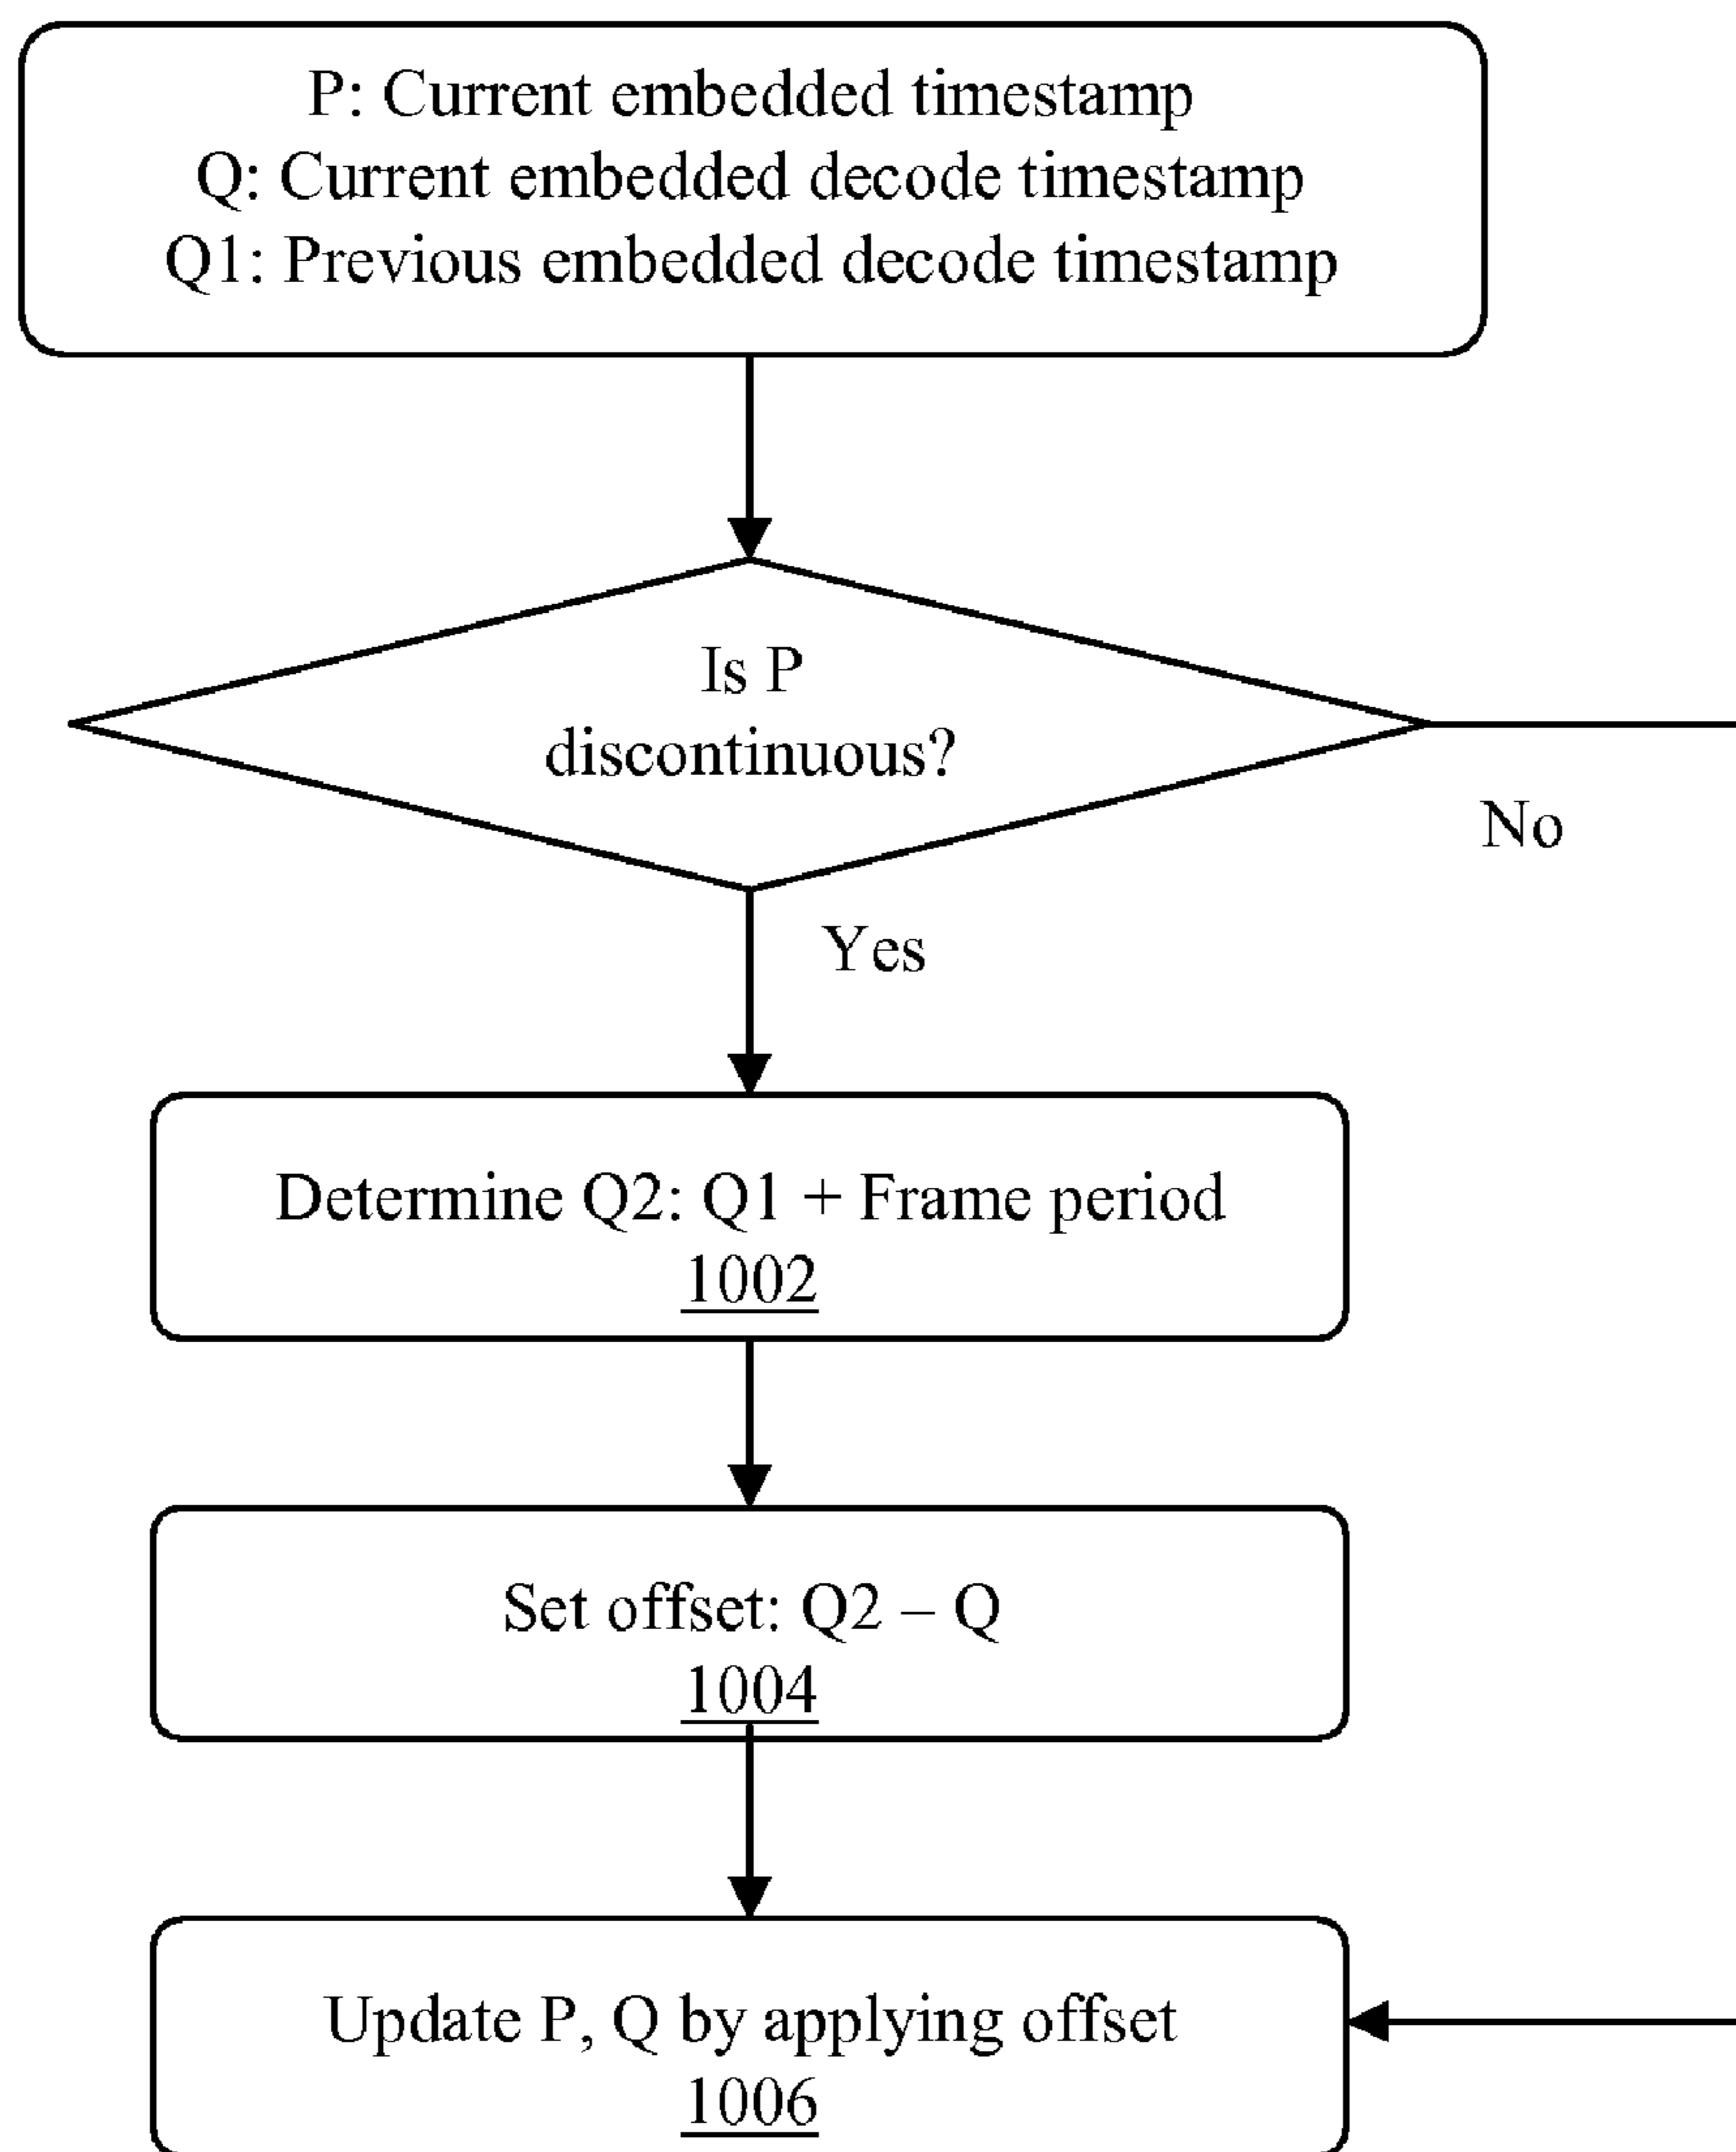 P: Current embedded timestamp
Q: Current embedded decode timestamp
Q1: Previous embedded decode timestamp
Is P
discontinuous?
No
Yes
Determine Q2: Q1 + Frame period
1002
Set offset: Q2 – Q
1004
Update P, Q by applying offset
1006